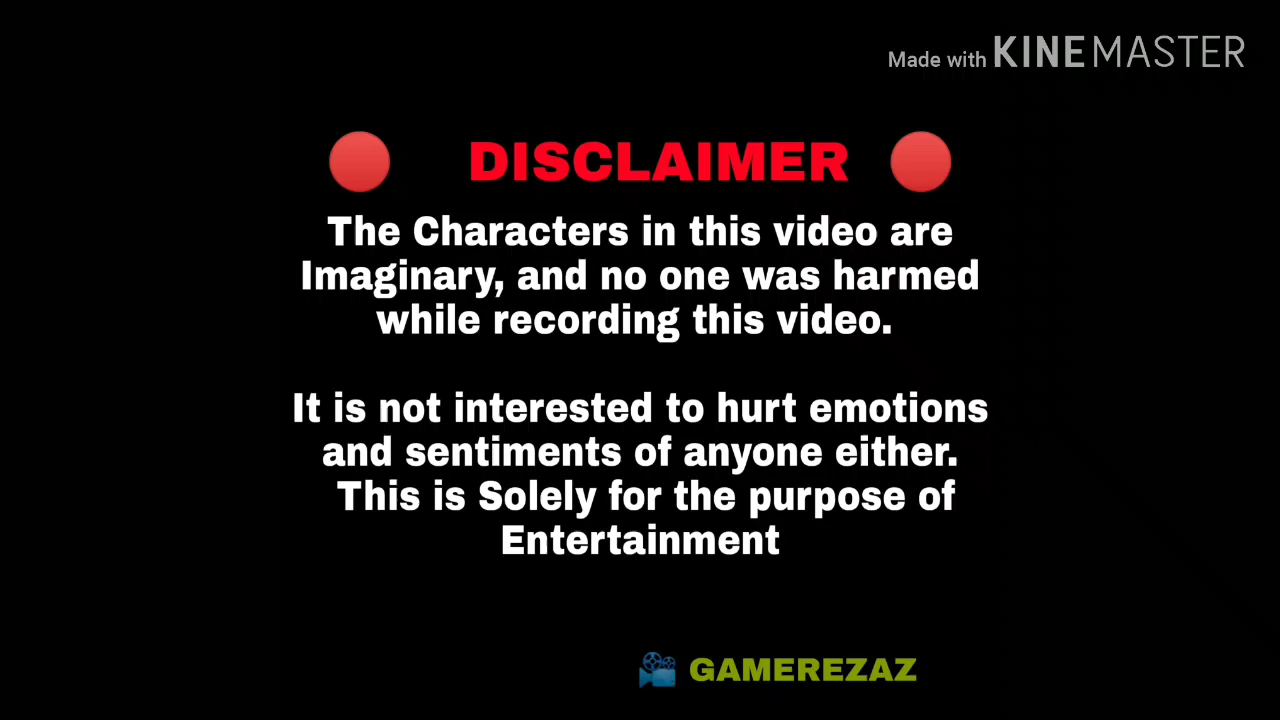 Made with KINEMASTER
DISCLAIMER
The Characters in this video are
Imaginary, and no one was harmed
while recording this video.
It is not interested to hurt emotions
and sentiments of anyone either.
This is Solely for the purpose of
Entertainment
GAMEREZAZ